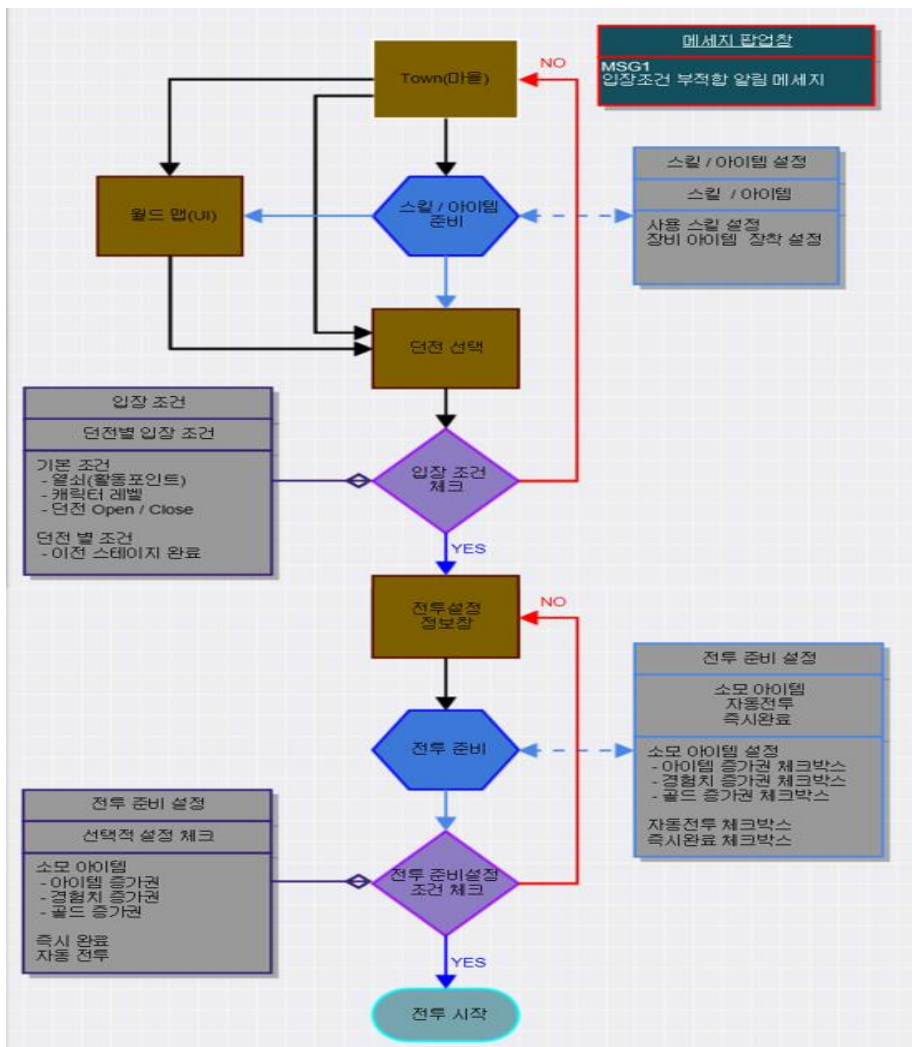 메세지 팝업창
MSG1
입장조건 부적합 알림 메세지
NO
Town(마을)
월드 맵(UI)
스킬 / 아이템
준비
스킬 / 아이템 설정
스킬 / 아이템
사용 스킬 설정
장비 아이템 장착 설정
던전 선택
입장 조건
던전별 입장 조건
기본 조건
- 열쇠(활동포인트)
- 캐릭터 레벨
- 던전 Open / Close
던전 별 조건
- 이전 스테이지 완료
입장 조건
체크
YES
전투설정
정보창
NO
전투 준비
전투 준비 설정
소모 아이템
자동전투
즉시완료
소모 아이템 설정
- 아이템 증가권 체크박스
- 경험치 증가권 체크박스
- 골드 증가권 체크박스
자동전투 체크박스
즉시완료 체크박스
전투 준비 설정
선택적 설정 체크
소모 아이템
- 아이템 증가권
- 경험치 증가권
- 골드 증가권
즉시 완료
자동 전투
전투 준비설정
조건 체크
YES
전투 시작